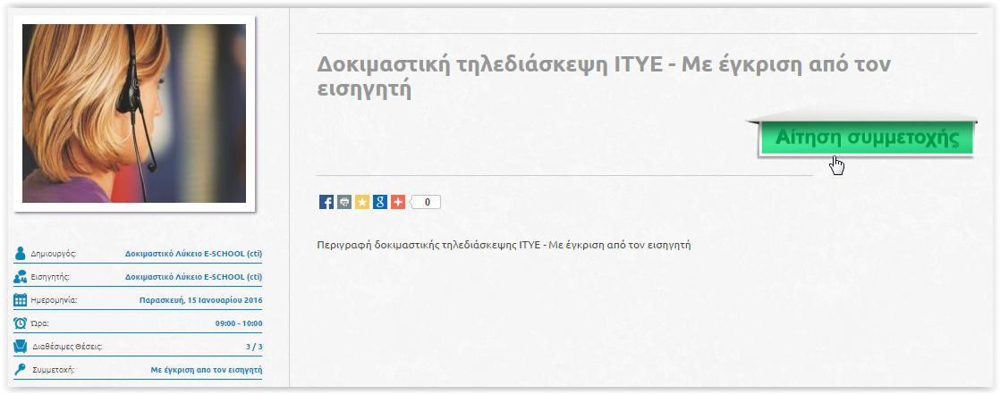 Δοκιμαστική τηλεδιάσκεψη ΙΤΥΕ - Με έγκριση από τον
εισηγητή
Αίτηση συμμετοχής
0
Περιγραφή δοκιμαστικής τηλεδιάσκεψης ΙΤΥΕ - Με έγκριση από τον εισηγητή
Δημιουργός: Δοκιμαστικό Λύκειο E-SCHOOL (cti)
Εισηγητής: Δοκιμαστικό Λύκειο E-SCHOOL (cti)
Ημερομηνία: Παρασκευή, 15 Ιανουαρίου 2016
Ώρα: 09:00 - 10:00
Διαθέσιμες Θέσεις: 3 / 3
Συμμετοχή: Με έγκριση απο τον εισηγητή